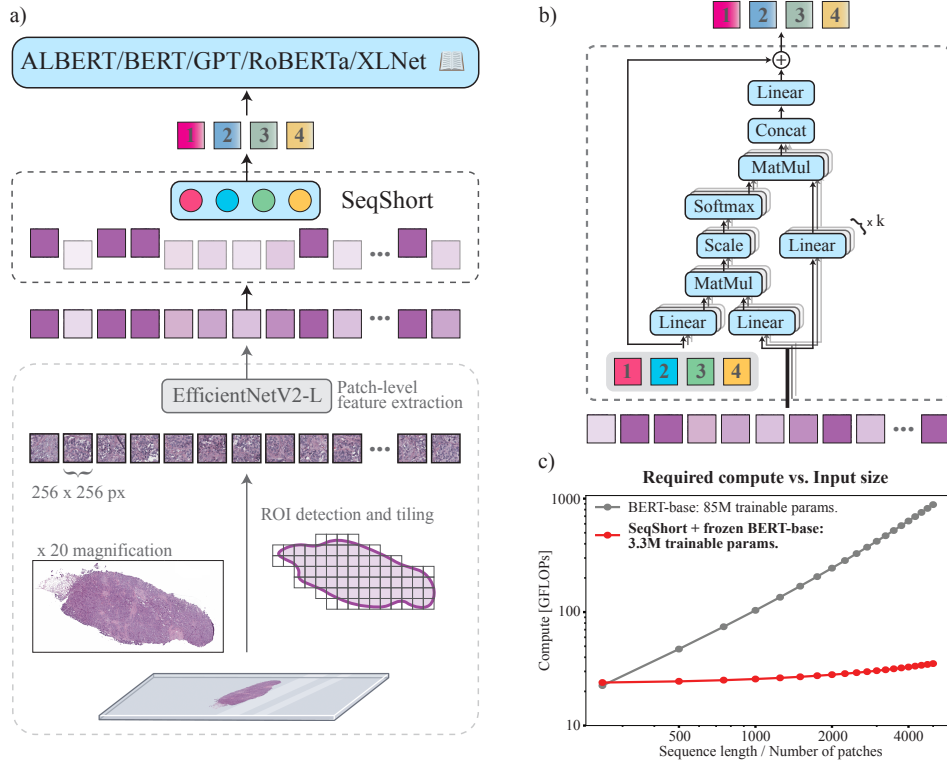 a)
ALBERT/BERT/GPT/RoBERTa/XLNet
1 2 3 4
SeqShort
...
...
EfficientNetV2-L
Patch-level
feature extraction
...
256 x 256 px
ROI detection and tiling
x 20 magnification
b)
1 2 3 4
+
Linear
Concat
MatMul
Softmax
x k
Scale
Linear
MatMul
Linear
Linear
1 2 3 4
...
c)
Required compute vs. Input size
BERT-base: 85M trainable params.
SeqShort + frozen BERT-base:
3.3M trainable params.
Compute [GFLOPs]
1000
100
10
500 1000 2000 4000
Sequence length / Number of patches